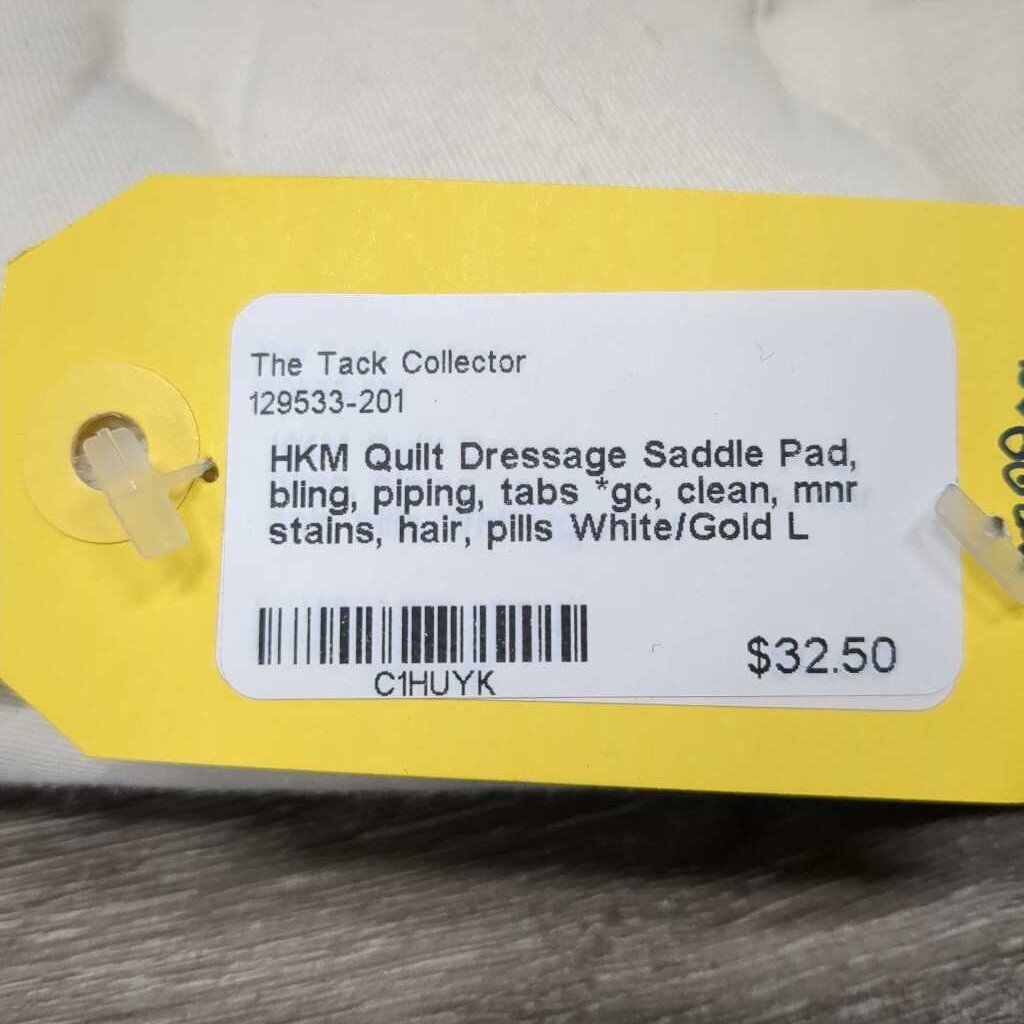 The Tack Collector
129533-201
HKM Quilt Dressage Saddle Pad,
bling, piping, tabs *gc, clean, mnr
stains, hair, pills White/Gold L
C1HUYK
$32.50